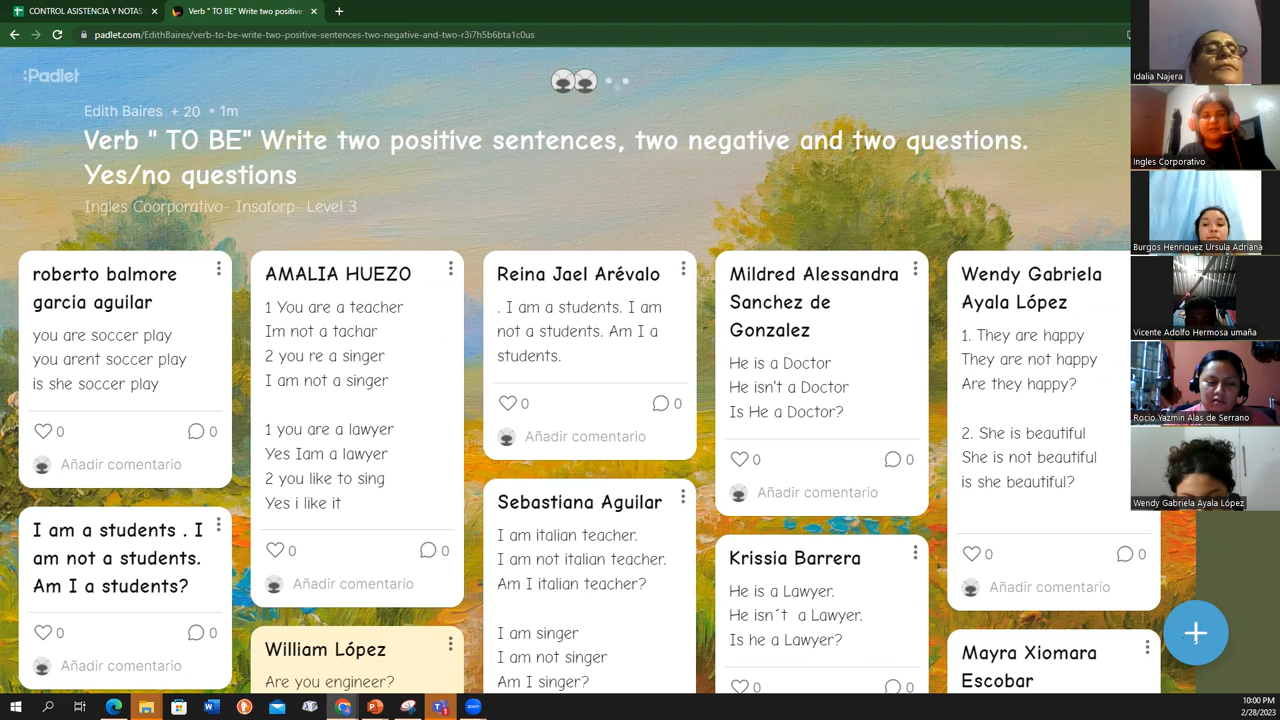 CONTROL ASISTENCIA Y NOTAS
Verb " TO BE" Write two positive
padlet.com/EdithBaires/verb-to-be-write-two-positive-sentences-two-negative-and-two-r3i7h5b6bta1c0us
:Padlet
Edith Baires + 20 • 1m
Verb " TO BE" Write two positive sentences, two negative and two questions.
Yes/no questions
Ingles Coorporativo- Insaforp- Level 3
roberto balmore
garcia aguilar
you are soccer play
you arent soccer play
is she soccer play
0
0
Añadir comentario
I am a students . I
am not a students.
Am I a students?
0
0
Añadir comentario
AMALIA HUEZO
1 You are a teacher
Im not a tachar
2 you re a singer
I am not a singer
1 you are a lawyer
Yes Iam a lawyer
2 you like to sing
Yes i like it
0
0
Añadir comentario
William López
Are you engineer?
Reina Jael Arévalo
. I am a students. I am
not a students. Am I a
students.
0
0
Añadir comentario
Sebastiana Aguilar
I am italian teacher.
I am not italian teacher.
Am I italian teacher?
I am singer
I am not singer
Am I singer?
Mildred Alessandra
Sanchez de
Gonzalez
He is a Doctor
He isn't a Doctor
Is He a Doctor?
0
0
Añadir comentario
Krissia Barrera
He is a Lawyer.
He isn´t a Lawyer.
Is he a Lawyer?
0
0
Wendy Gabriela
Ayala López
1. They are happy
They are not happy
Are they happy?
2. She is beautiful
She is not beautiful
is she beautiful?
0
0
Añadir comentario
Mayra Xiomara
Escobar
Idalia Najera
Ingles Corporativo
Burgos Henriquez Ursula Adriana
Vicente Adolfo Hermosa umaña
Rocio Yazmin Alas de Serrano
Wendy Gabriela Ayala López
10:00 PM
2/28/2023